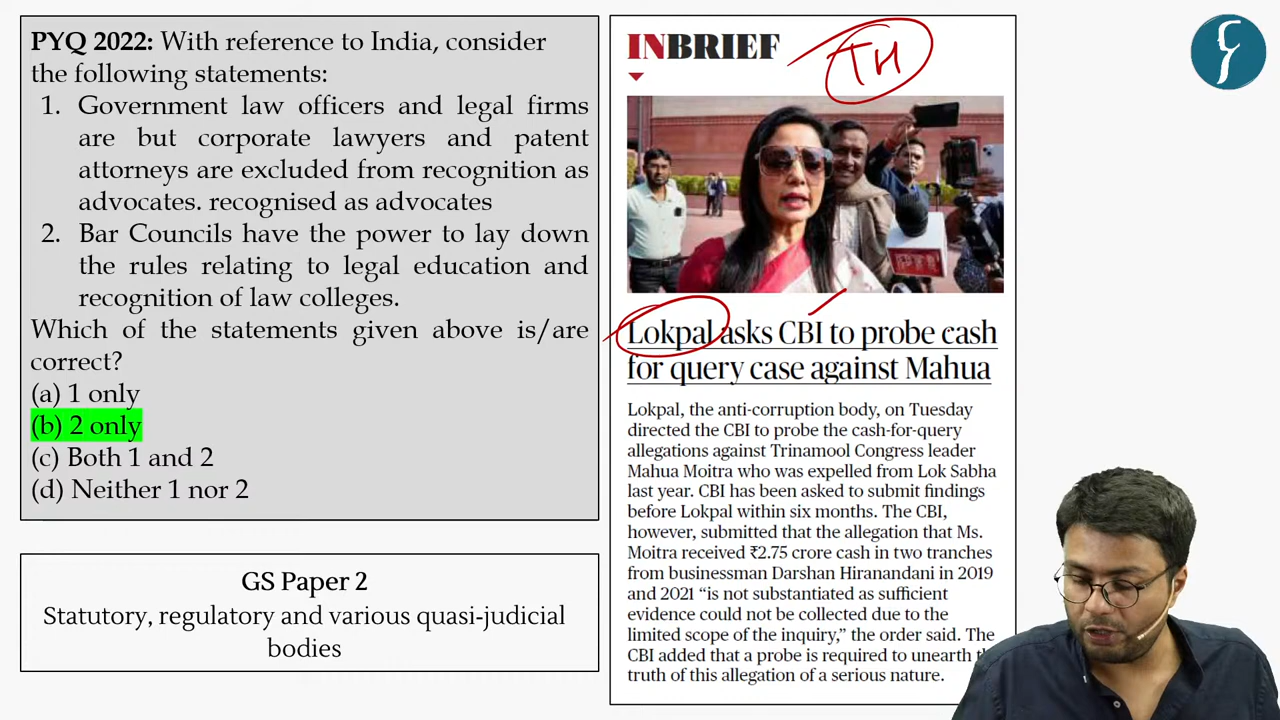 PYQ 2022: With reference to India, consider
the following statements:
1. Government law officers and legal firms
are but corporate lawyers and patent
attorneys are excluded from recognition as
advocates. recognised as advocates
2. Bar Councils have the power to lay down
the rules relating to legal education and
recognition of law colleges.
Which of the statements given above is/are
correct?
(a) 1 only
(b) 2 only
(c) Both 1 and 2
(d) Neither 1 nor 2
GS Paper 2
Statutory, regulatory and various quasi-judicial
bodies
INBRIEF
TH
Lokpal asks CBI to probe cash
for query case against Mahua
Lokpal, the anti-corruption body, on Tuesday
directed the CBI to probe the cash-for-query
allegations against Trinamool Congress leader
Mahua Moitra who was expelled from Lok Sabha
last year. CBI has been asked to submit findings
before Lokpal within six months. The CBI,
however, submitted that the allegation that Ms.
Moitra received ₹2.75 crore cash in two tranches
from businessman Darshan Hiranandani in 2019
and 2021 “is not substantiated as sufficient
evidence could not be collected due to the
limited scope of the inquiry,” the order said. The
CBI added that a probe is required to unearth
truth of this allegation of a serious nature.